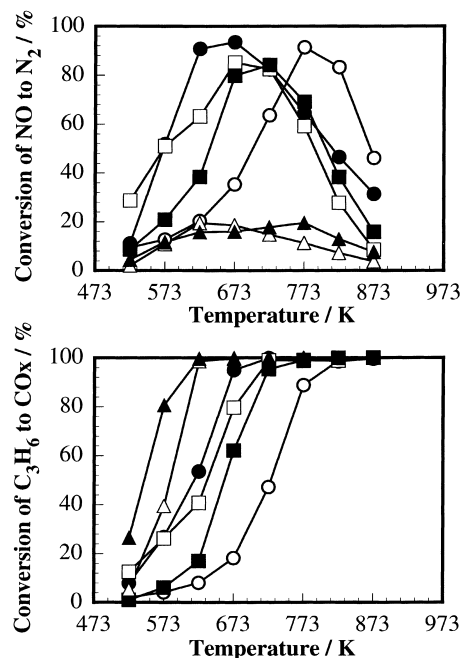 Conversion of NO to N2 / %
100
80
60
40
20
0
473 573 673 773 873 973
Temperature / K
Conversion of C3H6 to COx / %
100
80
60
40
20
0
473 573 673 773 873 973
Temperature / K